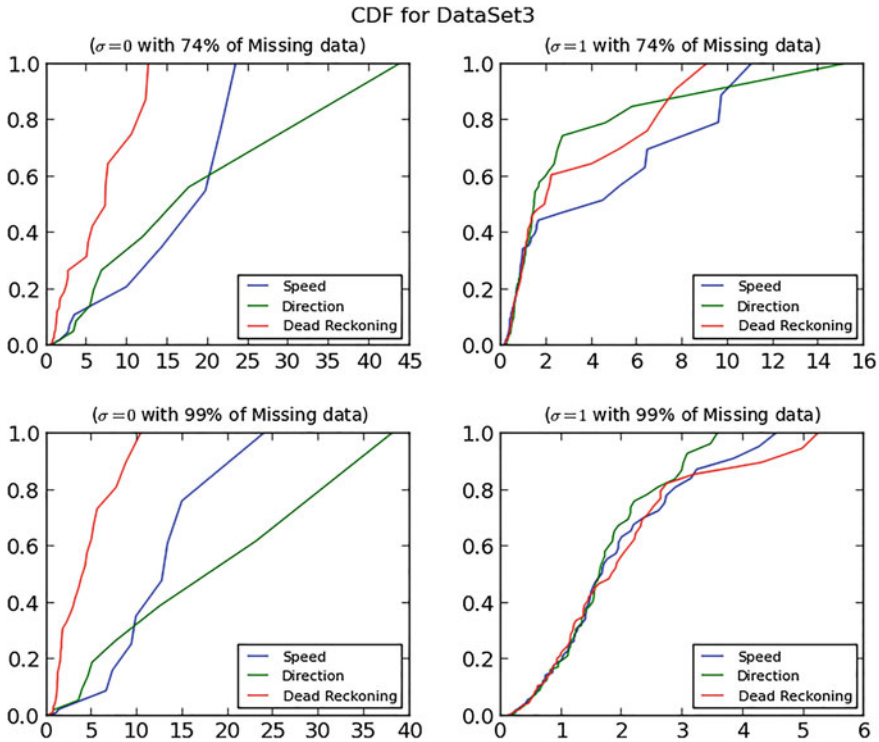 CDF for DataSet3
(σ=0 with 74% of Missing data)
1.0
0.8
0.6
0.4
0.2
0.0
0 5 10 15 20 25 30 35 40 45
Speed
Direction
Dead Reckoning
(σ=1 with 74% of Missing data)
1.0
0.8
0.6
0.4
0.2
0.0
0 2 4 6 8 10 12 14 16
Speed
Direction
Dead Reckoning
(σ=0 with 99% of Missing data)
1.0
0.8
0.6
0.4
0.2
0.0
0 5 10 15 20 25 30 35 40
Speed
Direction
Dead Reckoning
(σ=1 with 99% of Missing data)
1.0
0.8
0.6
0.4
0.2
0.0
0 1 2 3 4 5 6
Speed
Direction
Dead Reckoning